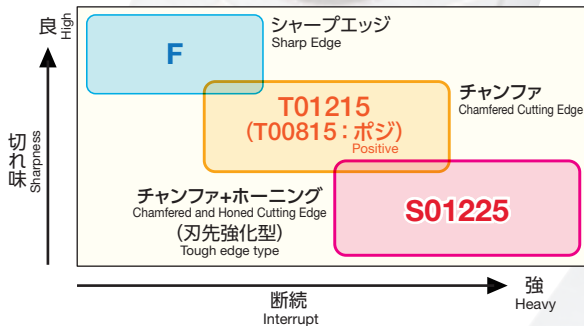 良
High
切れ味
Sharpness
F
シャープエッジ
Sharp Edge
T01215
(T00815：ポジ)
Positive
チャンファ
Chamfered Cutting Edge
チャンファ+ホーニング
Chamfered and Honed Cutting Edge
(刃先強化型)
Tough edge type
S01225
断続
Interrupt
強
Heavy